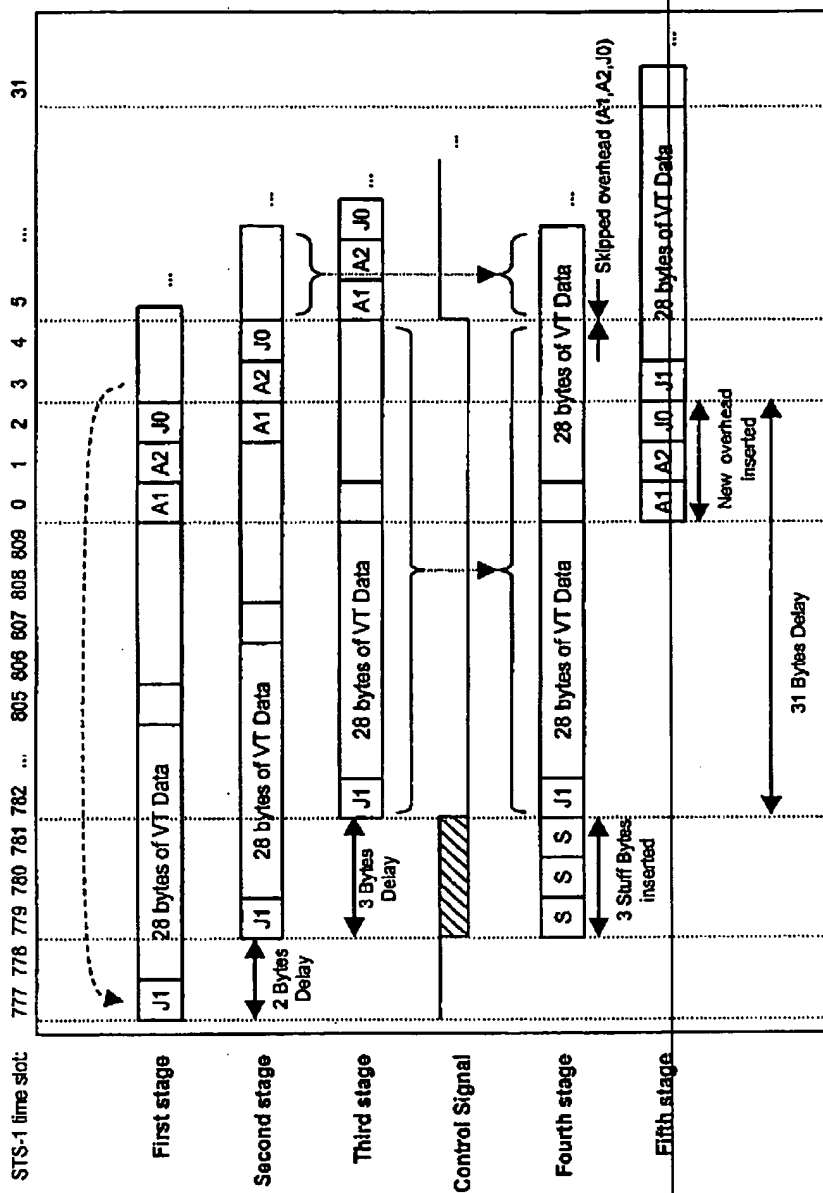 STS-1 time slot: 777 778 779 780 781 782 ... 805 806 807 808 809 0 1 2 3 4 5 ... 31
First stage J1 28 bytes of VT Data A1 A2 J0 ...
Second stage J1 28 bytes of VT Data A1 A2 J0 ...
2 Bytes
Delay
Third stage J1 28 bytes of VT Data A1 A2 J0 ...
3 Bytes
Delay
Control Signal ...
Fourth stage S S S J1 28 bytes of VT Data 28 bytes of VT Data ...
3 Stuff Bytes
inserted
Skipped overhead (A1,A2,J0)
Fifth stage A1 A2 J0 J1 28 bytes of VT Data ...
New overhead
inserted
31 Bytes Delay